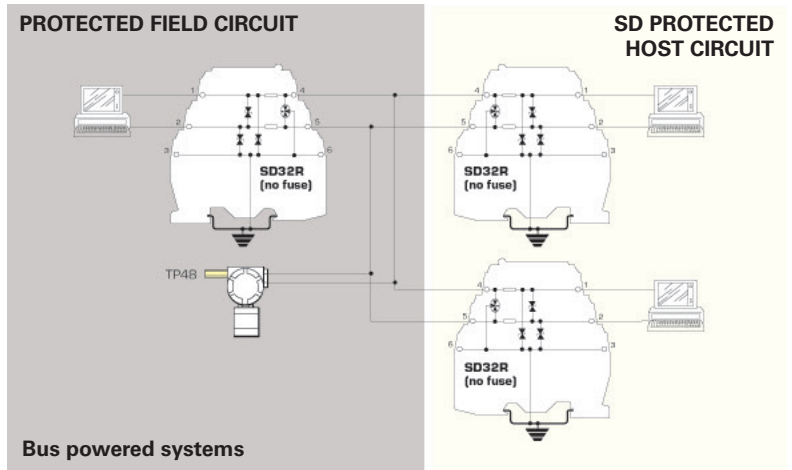 PROTECTED FIELD CIRCUIT
SD PROTECTED
HOST CIRCUIT
1
4
2
5
3
6
SD32R
(no fuse)
4
1
5
2
6
3
SD32R
(no fuse)
TP48
4
1
5
2
6
3
SD32R
(no fuse)
Bus powered systems